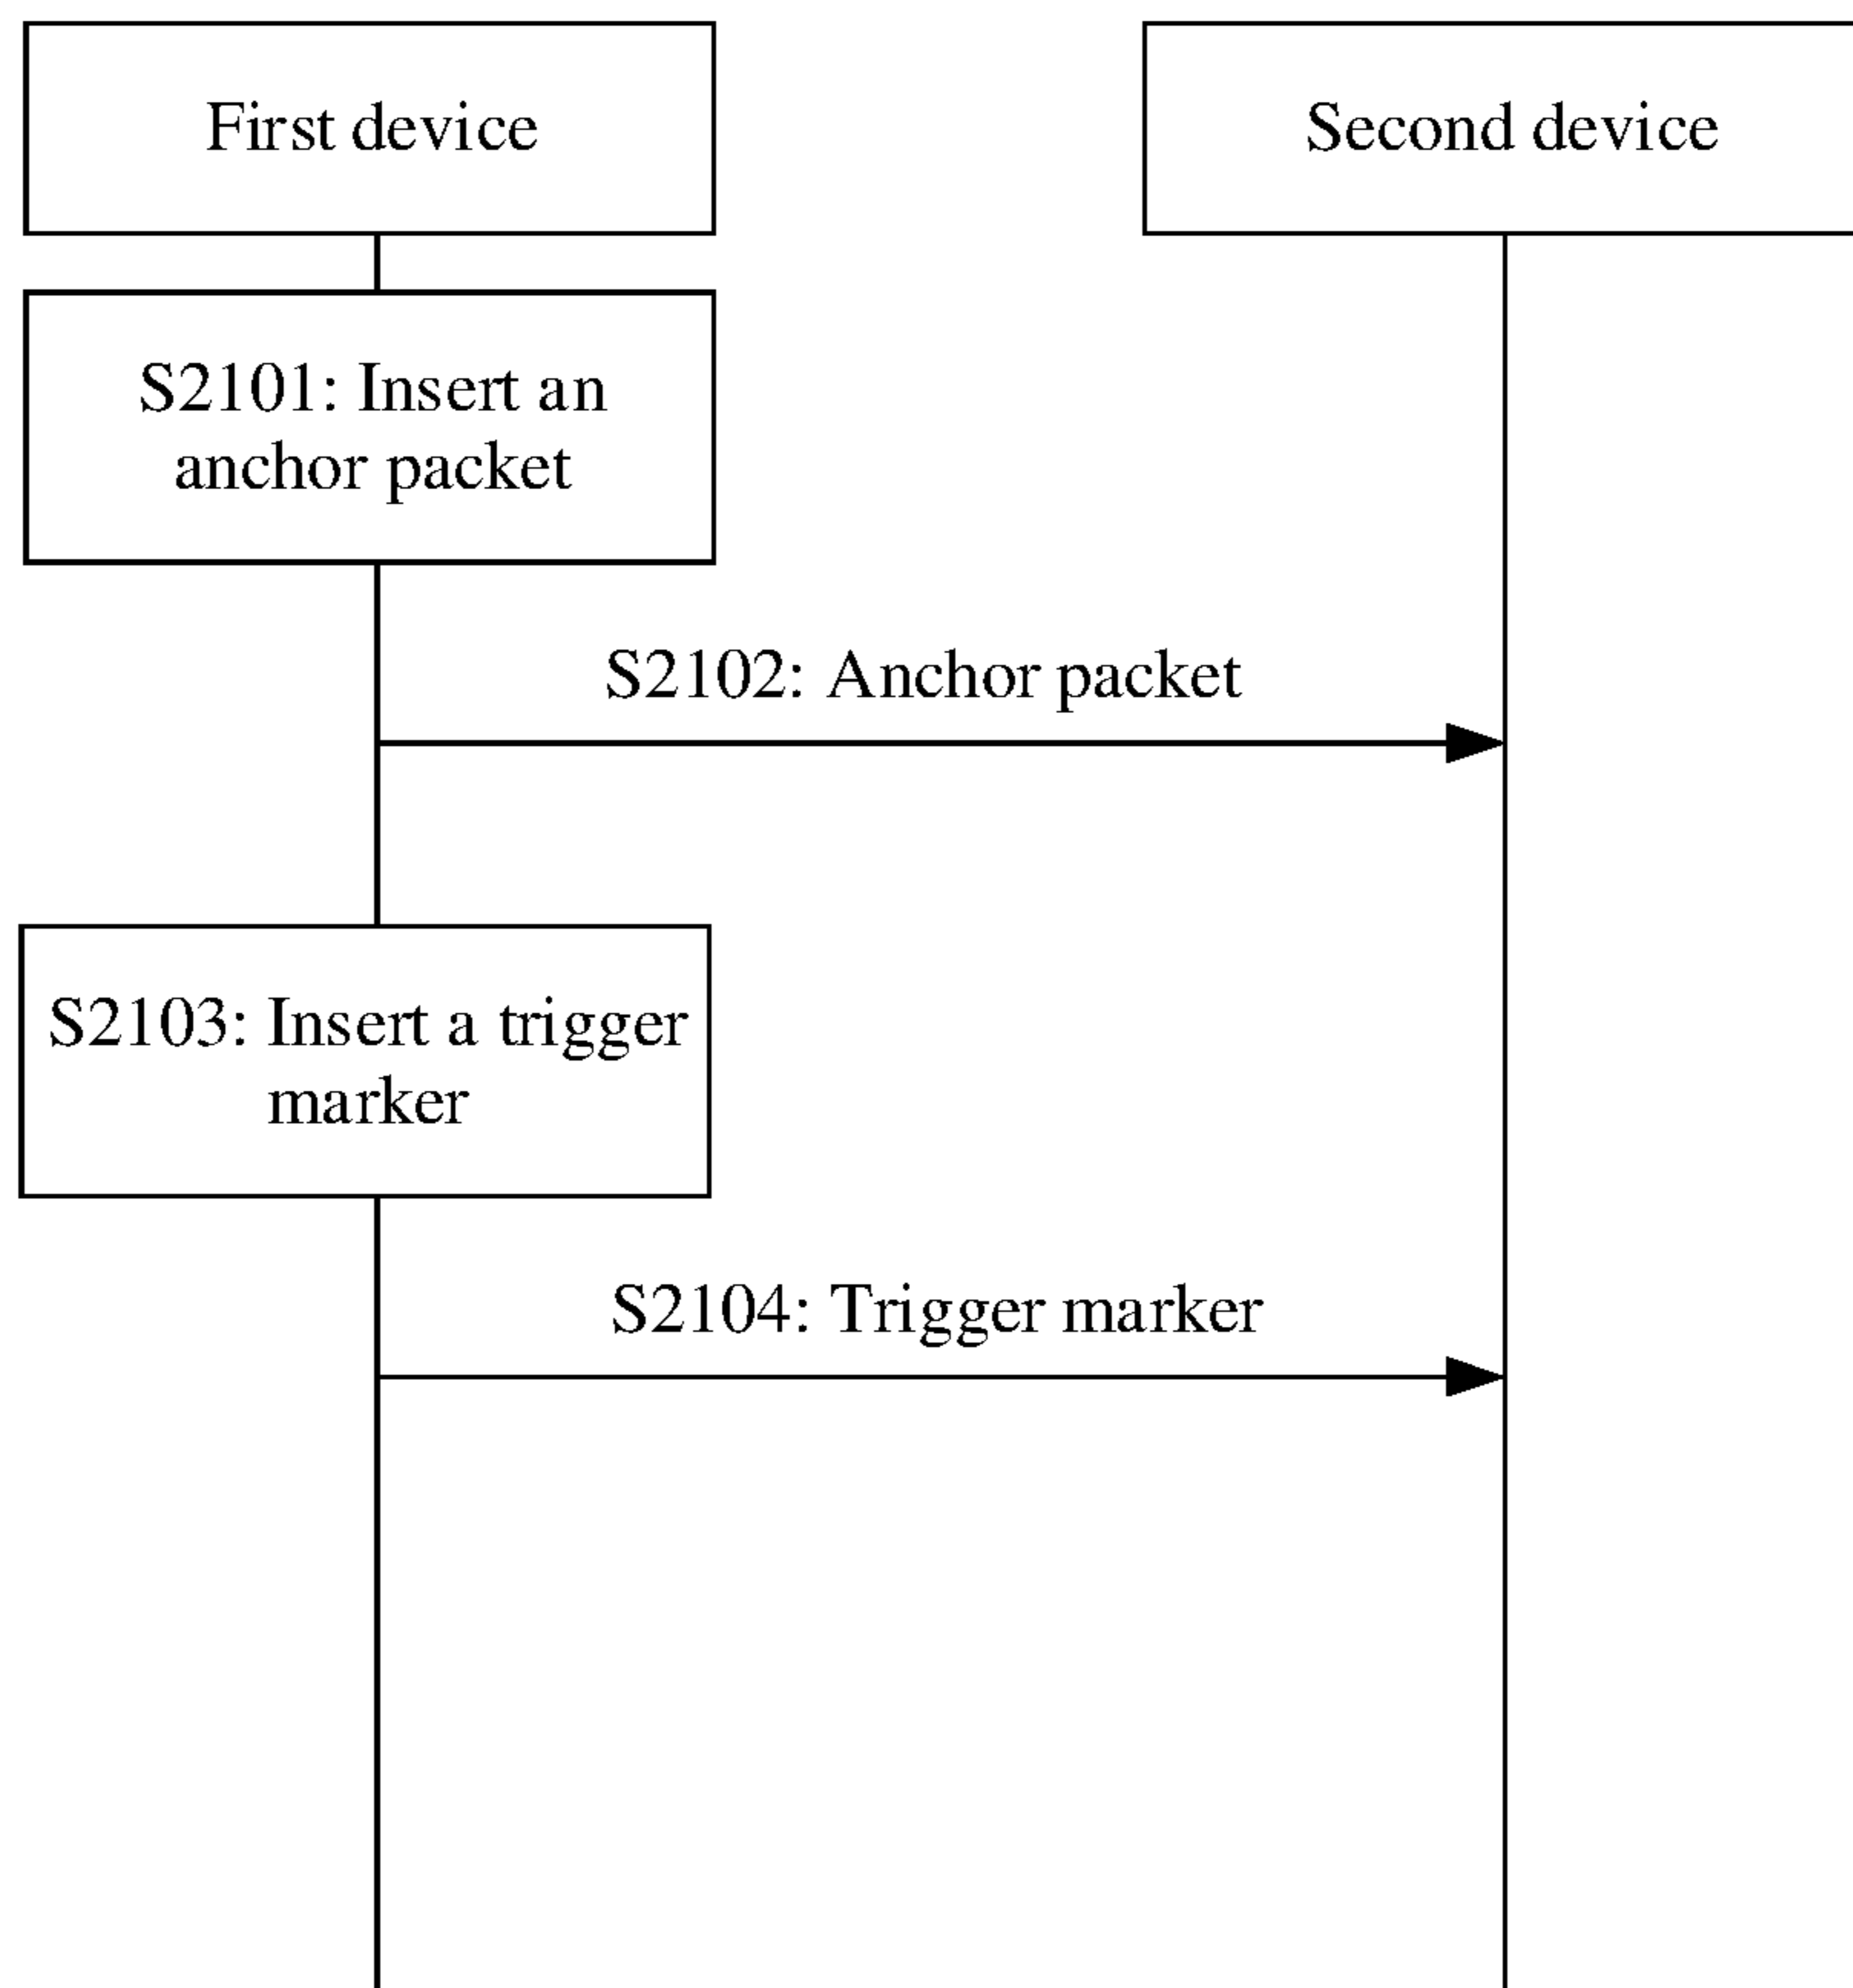 First device
Second device
S2101: Insert an
anchor packet
S2102: Anchor packet
S2103: Insert a trigger
marker
S2104: Trigger marker